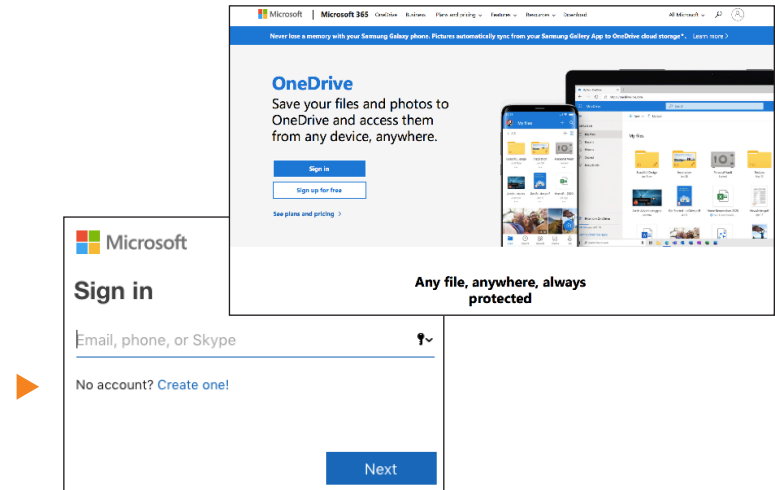 Microsoft | Microsoft 365 OneDrive Business Plans and pricing Features Resources Download All Microsoft
Never lose a memory with your Samsung Galaxy phone. Pictures automatically sync from your Samsung Gallery App to OneDrive cloud storage*. Learn more >
OneDrive
Save your files and photos to
OneDrive and access them
from any device, anywhere.
Sign in
Sign up for free
See plans and pricing >
My files
My files
Any file, anywhere, always
protected
Microsoft
Sign in
Email, phone, or Skype
No account? Create one!
Next